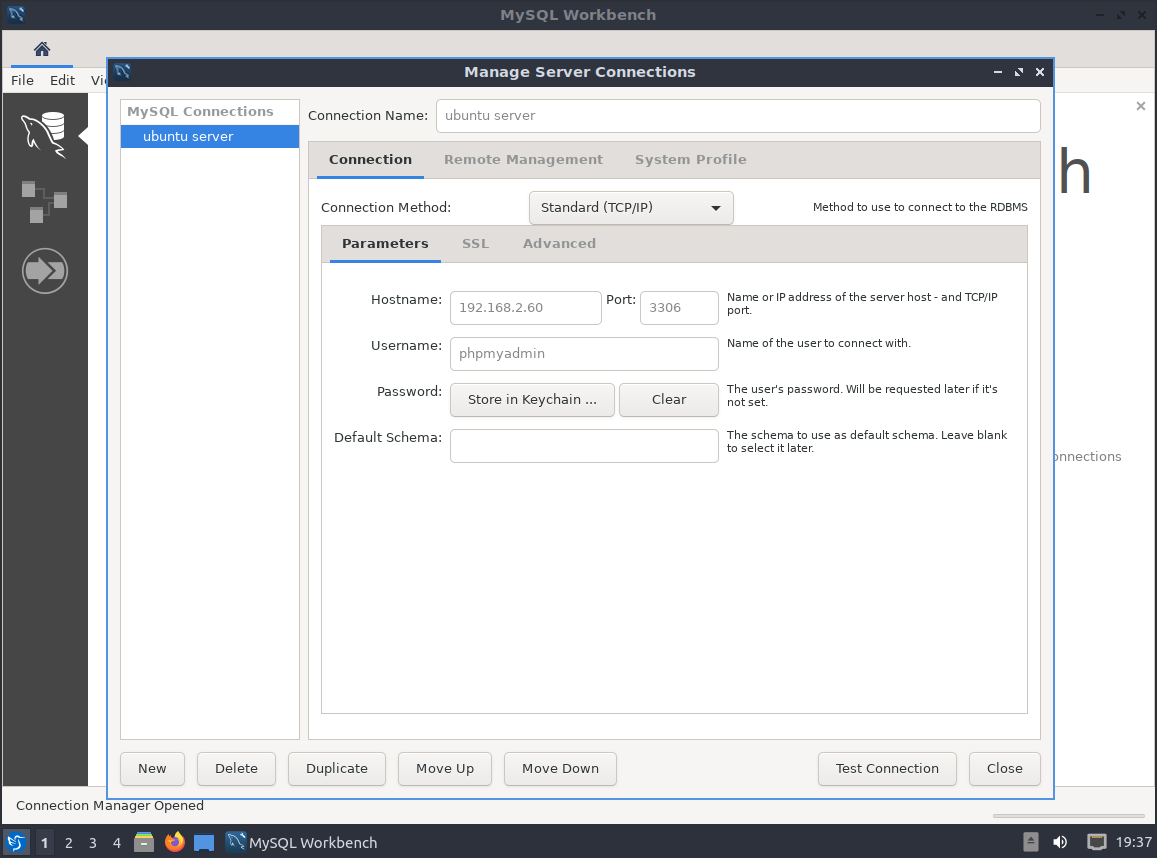 MySQL Workbench
File Edit
Manage Server Connections
MySQL Connections
ubuntu server
Connection Name: ubuntu server
Connection Remote Management System Profile
Connection Method: Standard (TCP/IP) Method to use to connect to the RDBMS
Parameters SSL Advanced
Hostname: 192.168.2.60 Port: 3306 Name or IP address of the server host - and TCP/IP
port.
Username: phpmyadmin Name of the user to connect with.
Password: Store in Keychain ... Clear The user's password. Will be requested later if it's
not set.
Default Schema: The schema to use as default schema. Leave blank
to select it later.
h
onnections
New Delete Duplicate Move Up Move Down Test Connection Close
Connection Manager Opened
1 2 3 4 MySQL Workbench 19:37